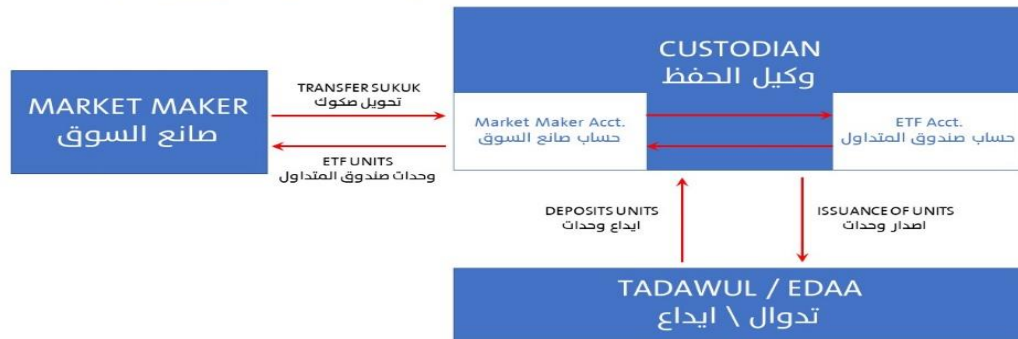 CUSTODIAN
وكيل الحفظ
MARKET MAKER
صانع السوق
TRANSFER SUKUK
تحويل صكوك
ETF UNITS
وحدات صندوق المتداول
Market Maker Acct.
حساب صانع السوق
ETF Acct.
حساب صندوق المتداول
DEPOSITS UNITS
ايداع وحدات
ISSUANCE OF UNITS
اصدار وحدات
TADAWUL / EDAA
تدوال \ ايداع